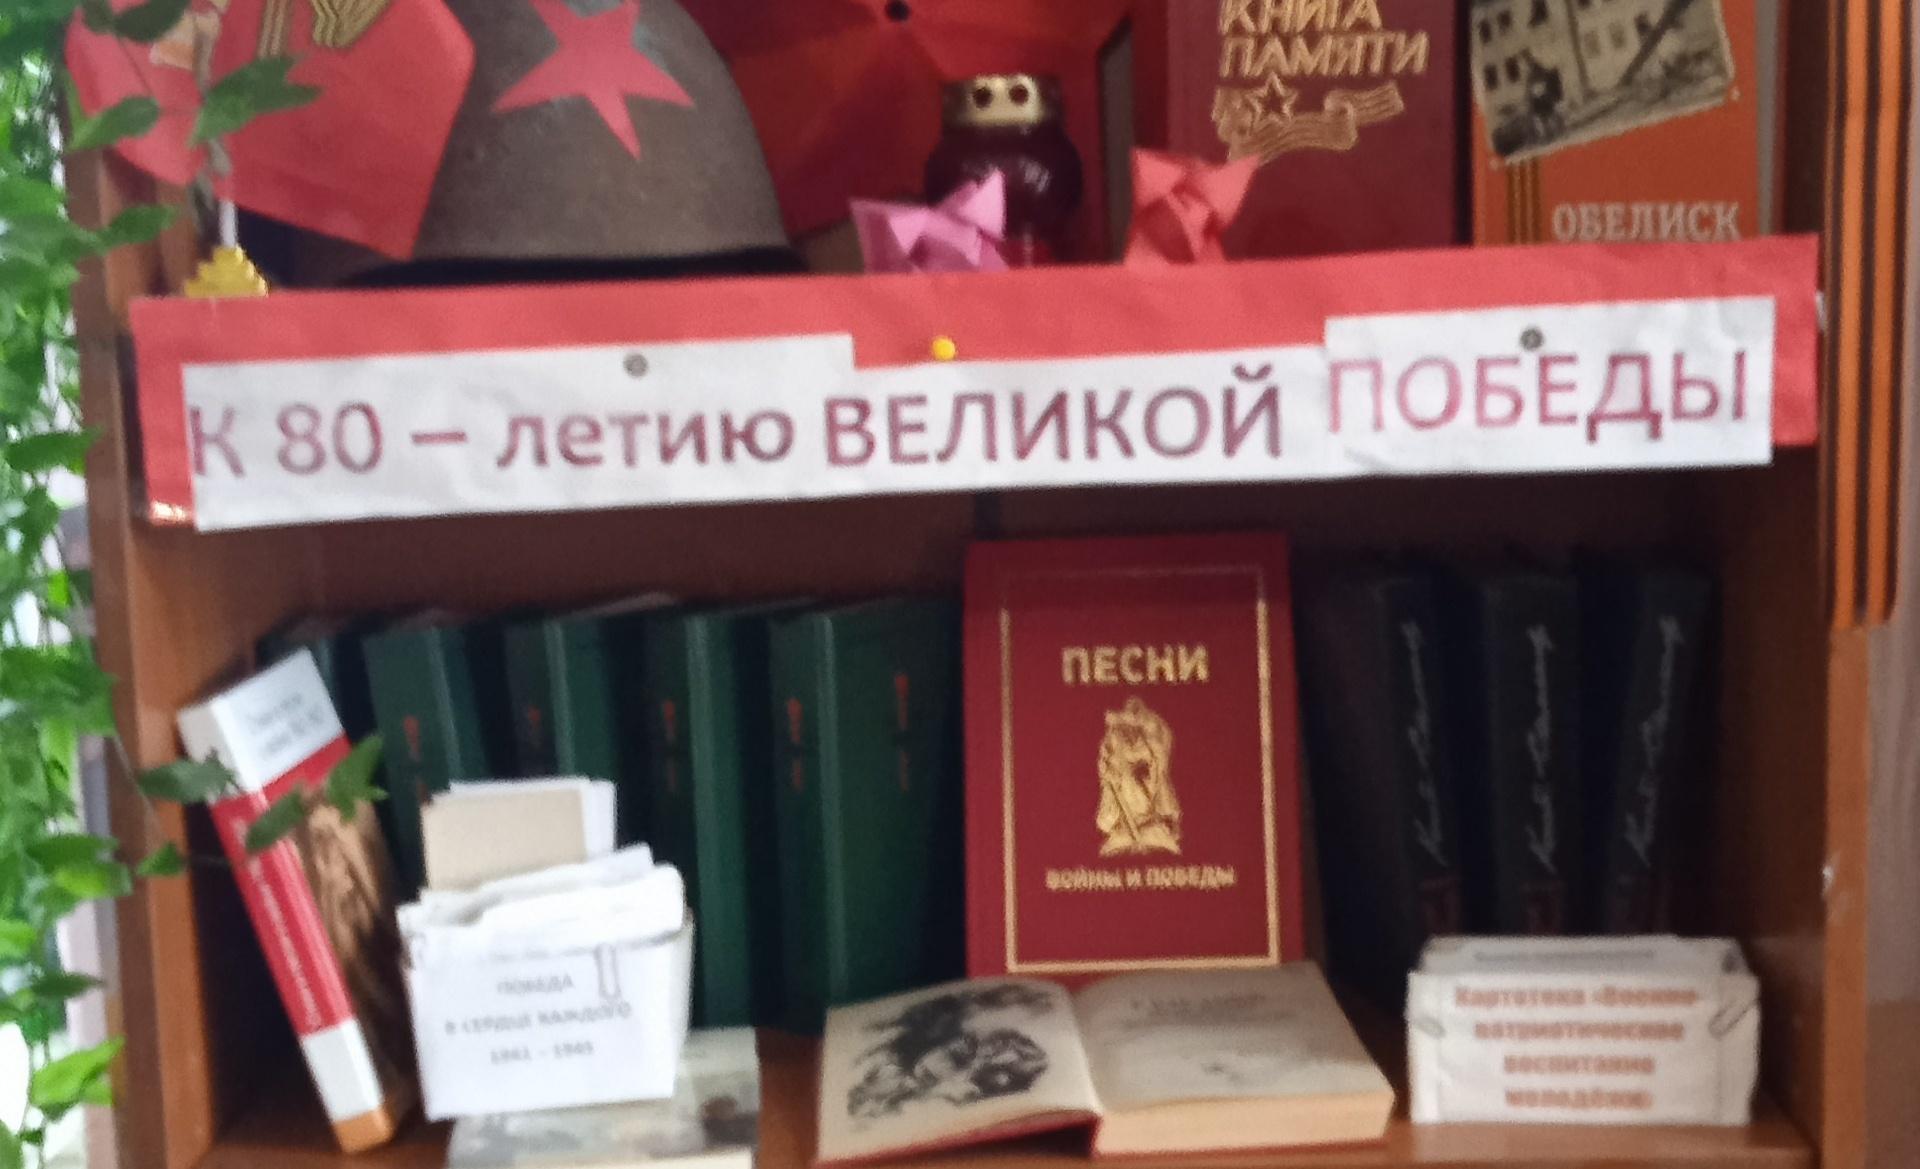 КНИГА
ПАМЯТИ
ОБЕЛИСК
К 80 – летию ВЕЛИКОЙ ПОБЕДЫ
ПЕСНИ
ВОЙНЫ И ПОБЕДЫ
ПОБЕДА
В СЕРДЦЕ КАЖДОГО
1941 – 1945
Картотека «Военно-
патриотическое
воспитание
молодёжи»